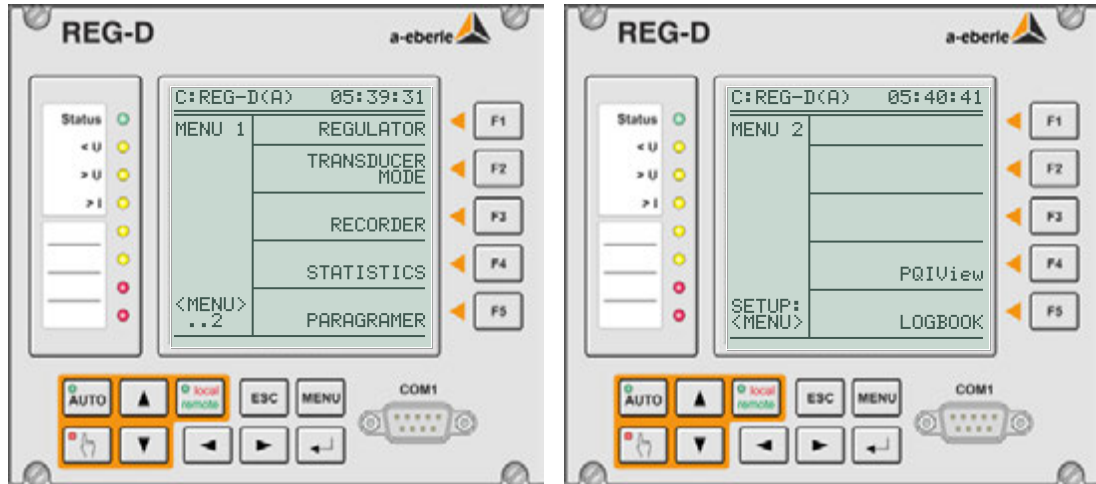 REG-D
a-eberle
C:REG-D(A) 05:39:31
MENU 1
REGULATOR
TRANSDUCER
MODE
RECORDER
STATISTICS
<MENU>
..2
PARAGRAMER
Status
< U
> U
> I
F1
F2
F3
F4
F5
AUTO
local
remote
ESC
MENU
COM1
REG-D
a-eberle
C:REG-D(A) 05:40:41
MENU 2
PQIView
SETUP:
<MENU>
LOGBOOK
Status
< U
> U
> I
F1
F2
F3
F4
F5
AUTO
local
remote
ESC
MENU
COM1